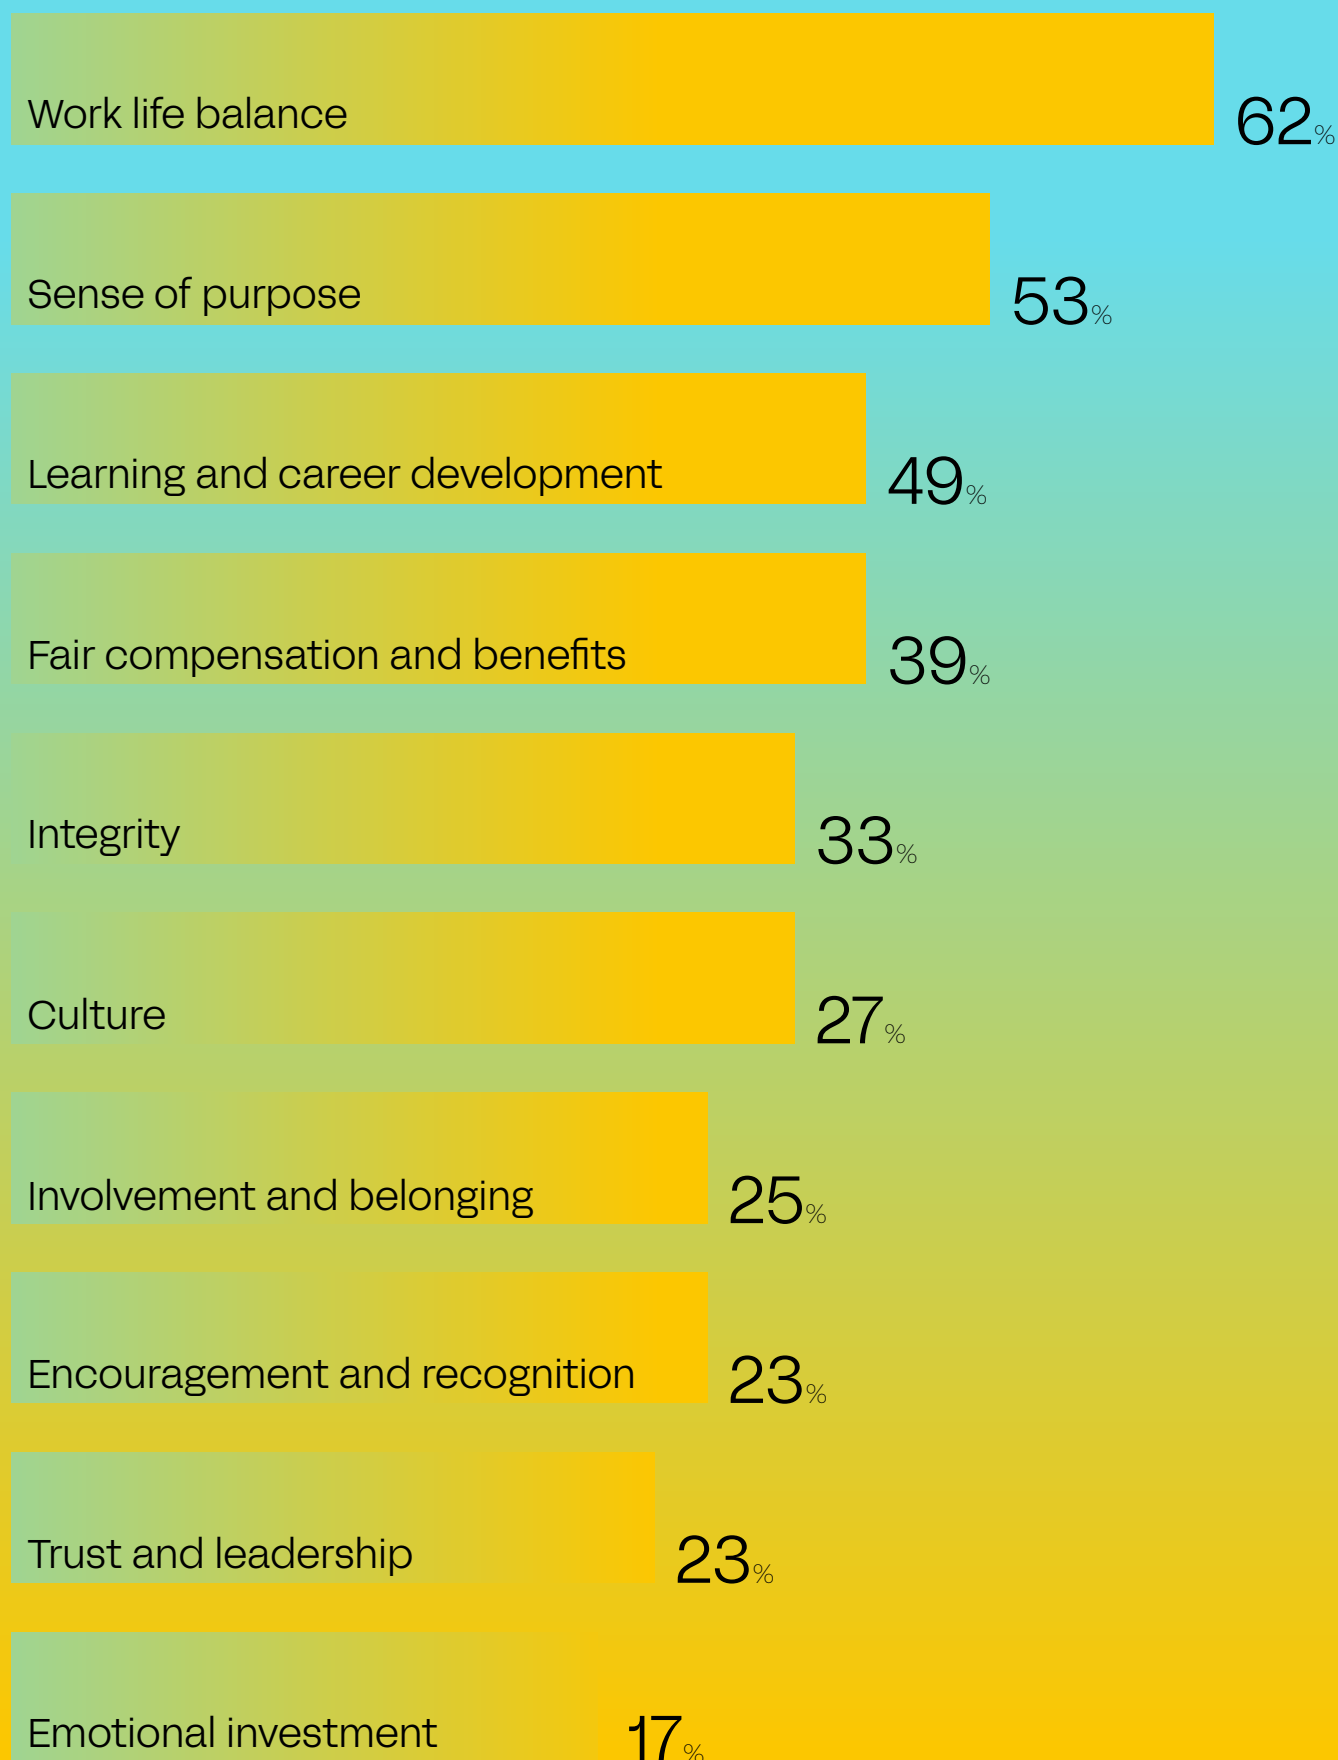 Work life balance 62%
Sense of purpose 53%
Learning and career development 49%
Fair compensation and benefits 39%
Integrity 33%
Culture 27%
Involvement and belonging 25%
Encouragement and recognition 23%
Trust and leadership 23%
Emotional investment 17%